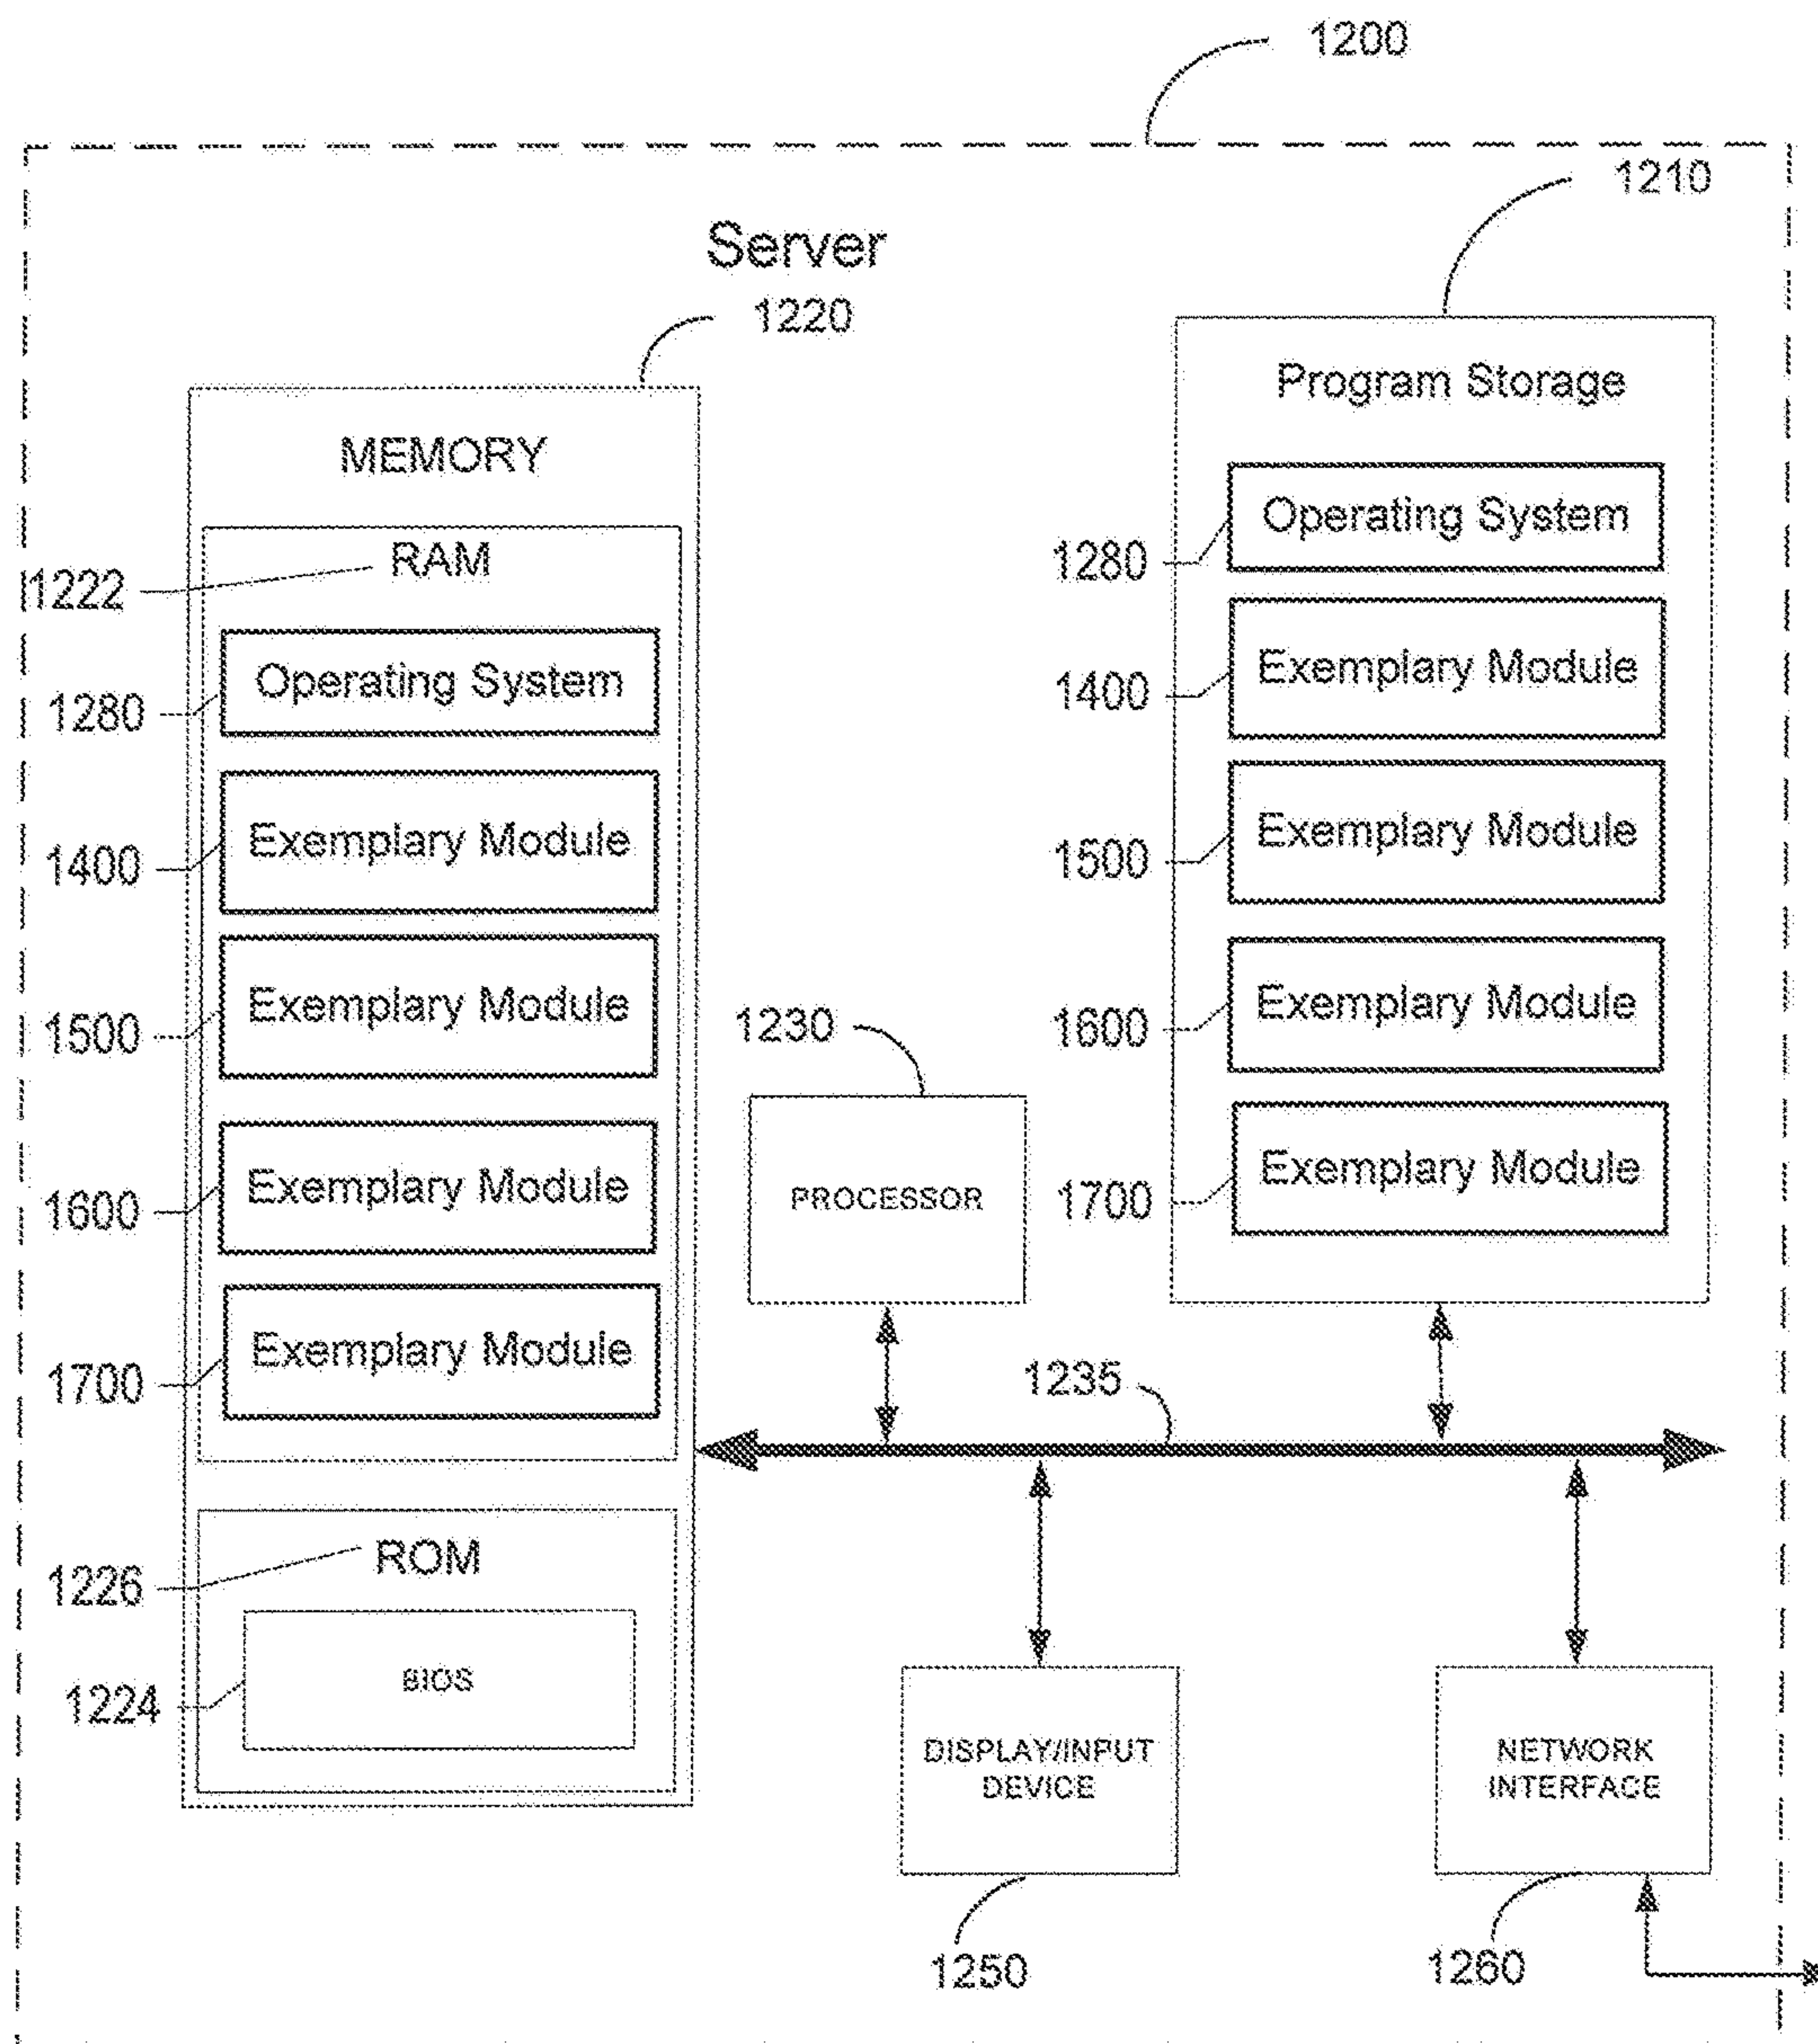 1200
1210
Server
1220
Program Storage
MEMORY
Operating System
1280
RAM
1222
Exemplary Module
1400
Operating System
1280
Exemplary Module
1500
Exemplary Module
1400
Exemplary Module
1600
Exemplary Module
1500
1230
Exemplary Module
1700
PROCESSOR
Exemplary Module
1600
Exemplary Module
1700
1235
ROM
1226
BIOS
1224
DISPLAY/INPUT
DEVICE
NETWORK
INTERFACE
1250
1260